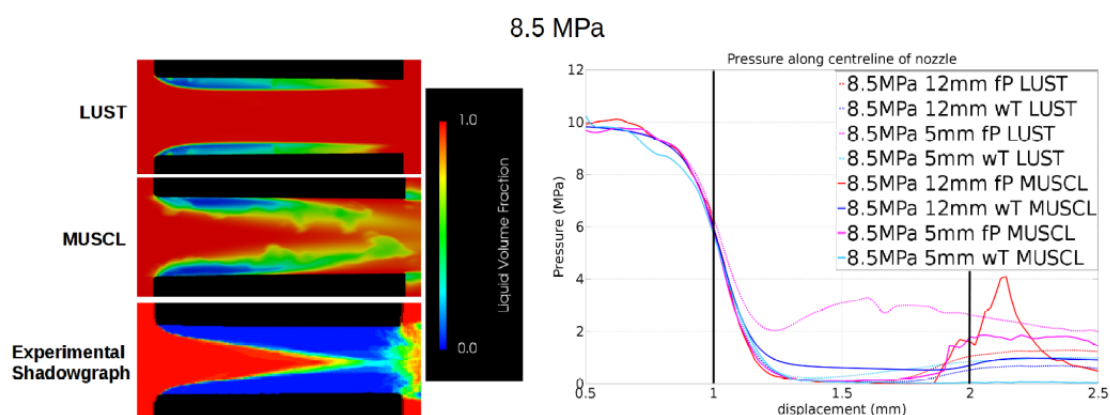 8.5 MPa
LUST
MUSCL
Experimental
Shadowgraph
1.0
Liquid Volume Fraction
0.0
Pressure along centreline of nozzle
Pressure (MPa)
12
10
8
6
4
2
0
8.5MPa 12mm fP LUST
8.5MPa 12mm wT LUST
8.5MPa 5mm fP LUST
8.5MPa 5mm wT LUST
8.5MPa 12mm fP MUSCL
8.5MPa 12mm wT MUSCL
8.5MPa 5mm fP MUSCL
8.5MPa 5mm wT MUSCL
0.5 1 1.5 2 2.5
displacement (mm)